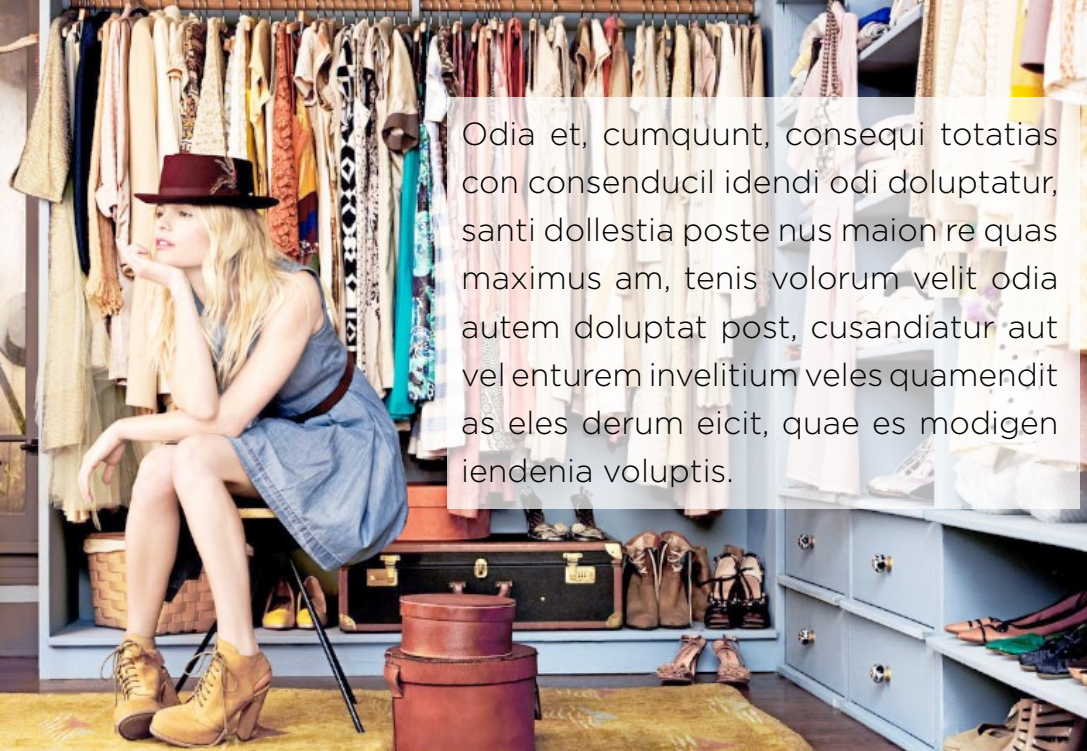 Odia et, cumquunt, consequi totatias
con consenducil idendi odi doluptatur,
santi dollestia poste nus maion re quas
maximus am, tenis volorum velit odia
autem doluptat post, cusandiatur aut
vel enturem invelitium veles quamendit
as eles derum eicit, quae es modigen
iendenia voluptis.